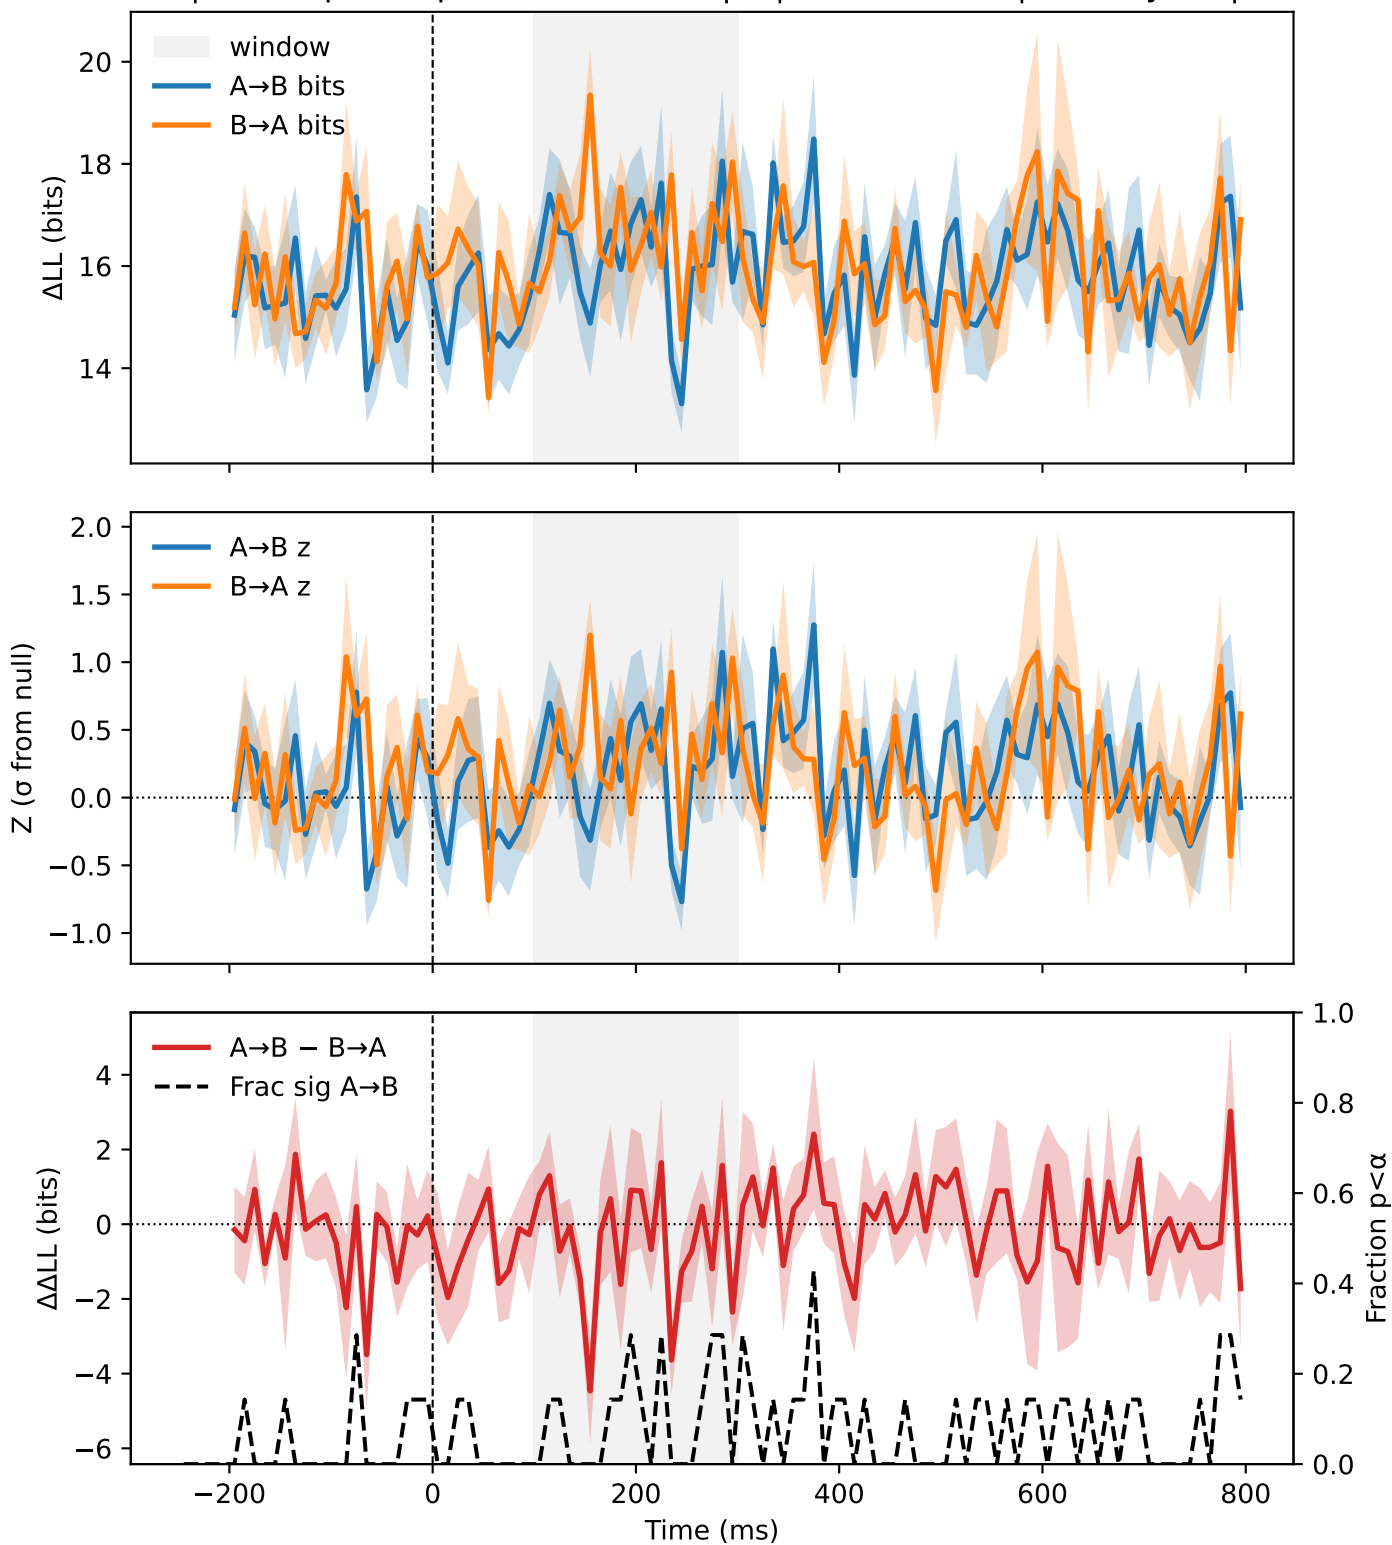 window
A→B bits
B→A bits
20
18
16
14
ΔLL (bits)
A→B z
B→A z
2.0
1.5
1.0
0.5
0.0
−0.5
−1.0
Z (σ from null)
A→B − B→A
Frac sig A→B
4
2
0
−2
−4
−6
ΔΔLL (bits)
1.0
0.8
0.6
0.4
0.2
0.0
Fraction p<α
−200
0
200
400
600
800
Time (ms)